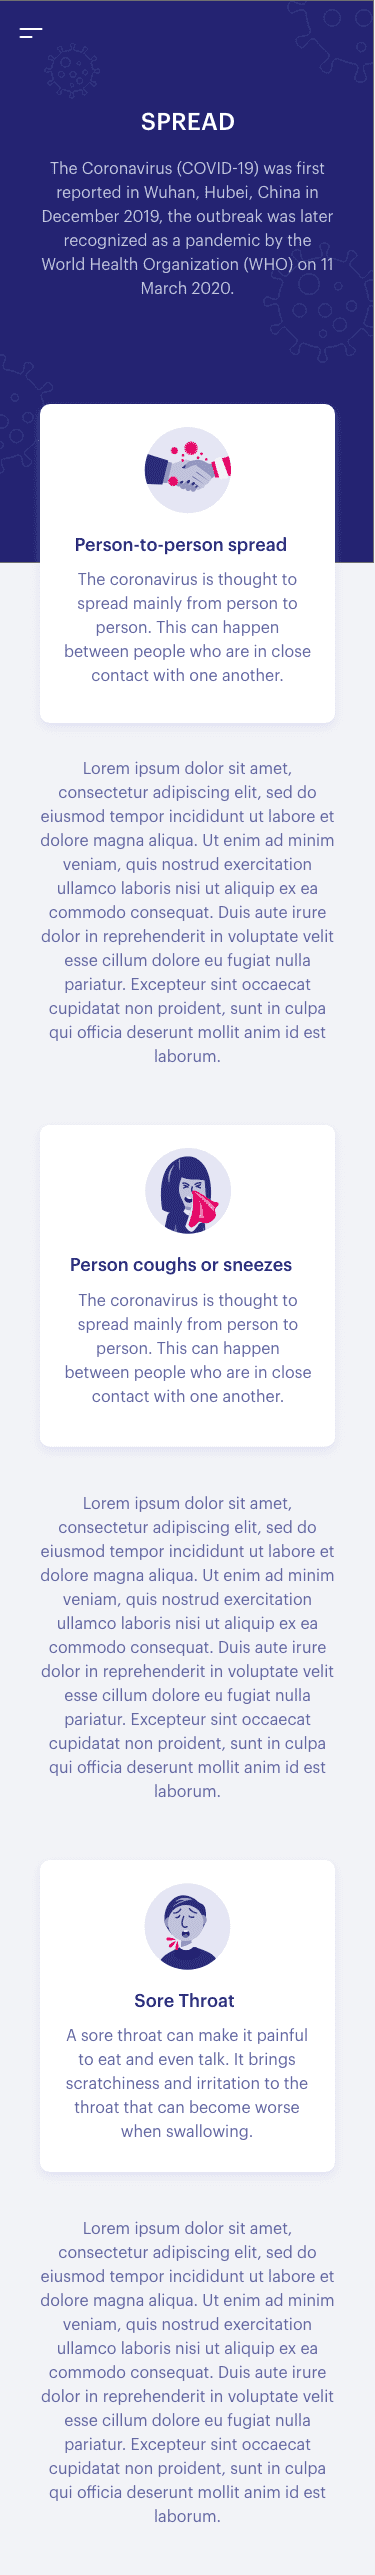 SPREAD
The Coronavirus (COVID-19) was first
reported in Wuhan, Hubei, China in
December 2019, the outbreak was later
recognized as a pandemic by the
World Health Organization (WHO) on 11
March 2020.
Person-to-person spread
The coronavirus is thought to
spread mainly from person to
person. This can happen
between people who are in close
contact with one another.
Lorem ipsum dolor sit amet,
consectetur adipiscing elit, sed do
eiusmod tempor incididunt ut labore et
dolore magna aliqua. Ut enim ad minim
veniam, quis nostrud exercitation
ullamco laboris nisi ut aliquip ex ea
commodo consequat. Duis aute irure
dolor in reprehenderit in voluptate velit
esse cillum dolore eu fugiat nulla
pariatur. Excepteur sint occaecat
cupidatat non proident, sunt in culpa
qui officia deserunt mollit anim id est
laborum.
Person coughs or sneezes
The coronavirus is thought to
spread mainly from person to
person. This can happen
between people who are in close
contact with one another.
Lorem ipsum dolor sit amet,
consectetur adipiscing elit, sed do
eiusmod tempor incididunt ut labore et
dolore magna aliqua. Ut enim ad minim
veniam, quis nostrud exercitation
ullamco laboris nisi ut aliquip ex ea
commodo consequat. Duis aute irure
dolor in reprehenderit in voluptate velit
esse cillum dolore eu fugiat nulla
pariatur. Excepteur sint occaecat
cupidatat non proident, sunt in culpa
qui officia deserunt mollit anim id est
laborum.
Sore Throat
A sore throat can make it painful
to eat and even talk. It brings
scratchiness and irritation to the
throat that can become worse
when swallowing.
Lorem ipsum dolor sit amet,
consectetur adipiscing elit, sed do
eiusmod tempor incididunt ut labore et
dolore magna aliqua. Ut enim ad minim
veniam, quis nostrud exercitation
ullamco laboris nisi ut aliquip ex ea
commodo consequat. Duis aute irure
dolor in reprehenderit in voluptate velit
esse cillum dolore eu fugiat nulla
pariatur. Excepteur sint occaecat
cupidatat non proident, sunt in culpa
qui officia deserunt mollit anim id est
laborum.